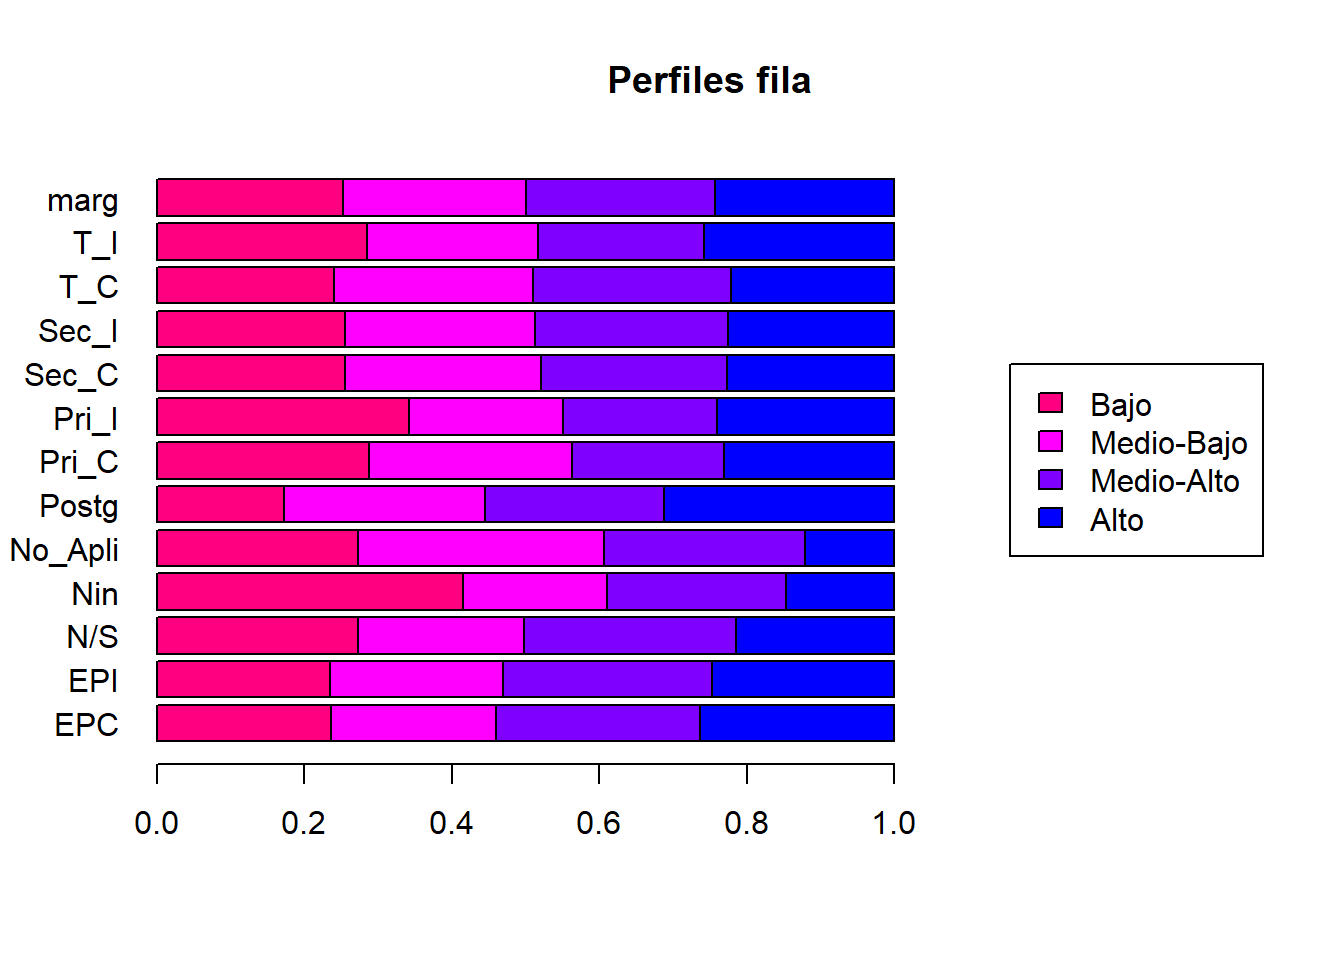 Perfiles fila
marg
T_I
T_C
Sec_I
Sec_C
Pri_I
Pri_C
Postg
No_Apli
Nin
N/S
EPI
EPC
0.0 0.2 0.4 0.6 0.8 1.0
Bajo
Medio-Bajo
Medio-Alto
Alto